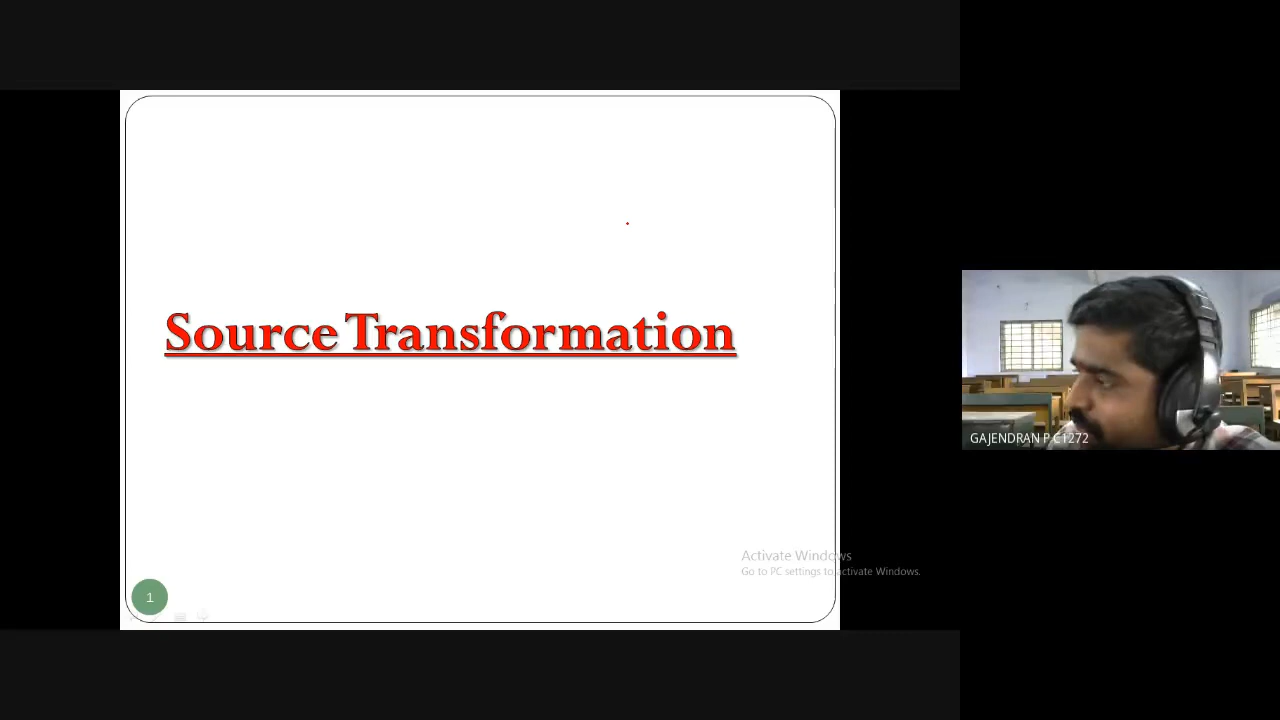 Source Transformation
GAJENDRAN P C1272
Activate Windows
Go to PC settings to activate Windows.
1